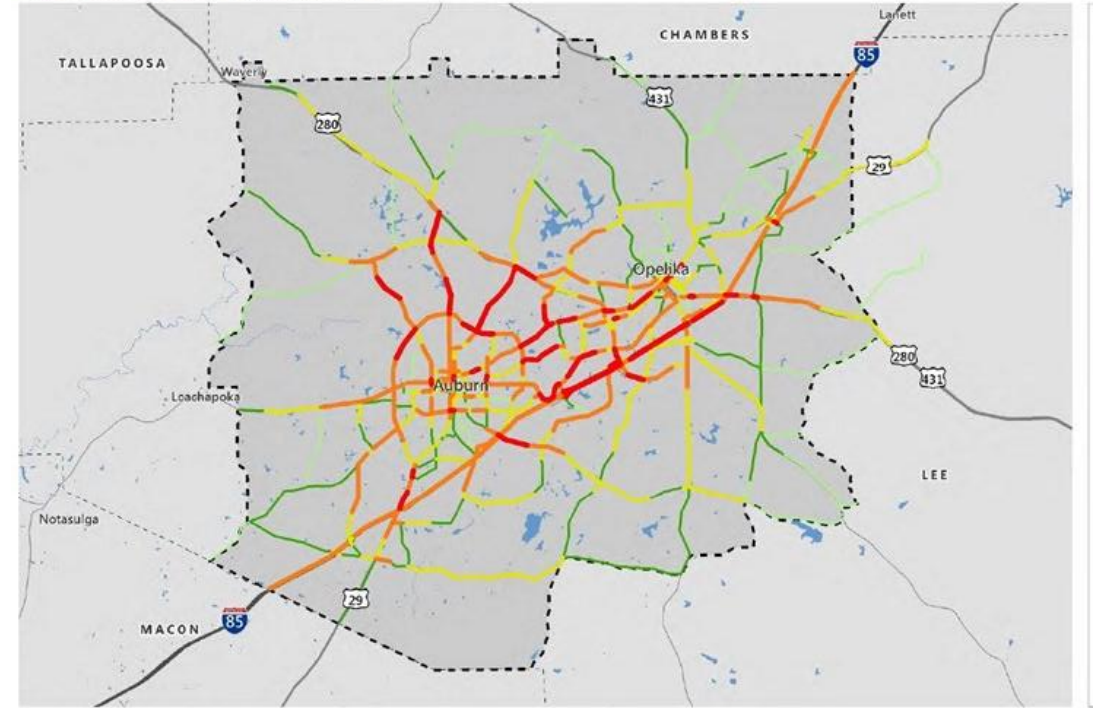 Lanett
CHAMBERS
TALLAPOOSA
85
Waverly
431
280
29
Opelika
280
Auburn
431
Loachapoka
LEE
Notasulga
29
85
MACON